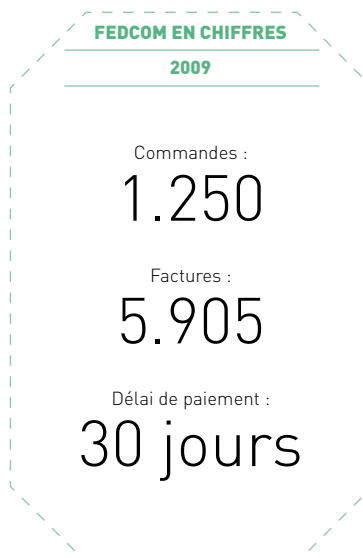 FEDCOM EN CHIFFRES
2009
Commandes :
1.250
Factures :
5.905
Délai de paiement :
30 jours